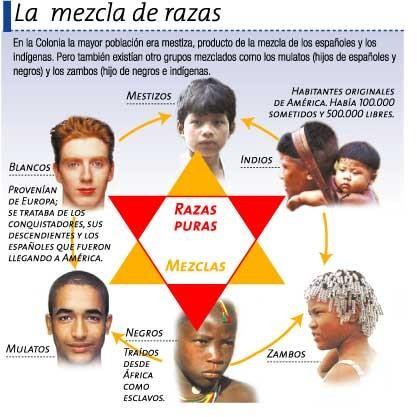 La mezcla de razas
En la Colonia la mayor población era mestiza, producto de la mezcla de los españoles y los
indígenas. Pero también existían otro grupos mezclados como los mulatos (hijos de españoles y
negros) y los zambos (hijo de negros e indígenas.
MESTIZOS
HABITANTES ORIGINALES
DE AMÉRICA. HABÍA 100.000
SOMETIDOS Y 500.000 LIBRES.
INDIOS
BLANCOS
PROVENÍAN
DE EUROPA;
SE TRATABA DE LOS
CONQUISTADORES, SUS
DESCENDIENTES Y LOS
ESPAÑOLES QUE FUERON
LLEGANDO A AMÉRICA.
RAZAS
PURAS
MEZCLAS
MULATOS
NEGROS
TRAÍDOS
DESDE
ÁFRICA
COMO
ESCLAVOS.
ZAMBOS